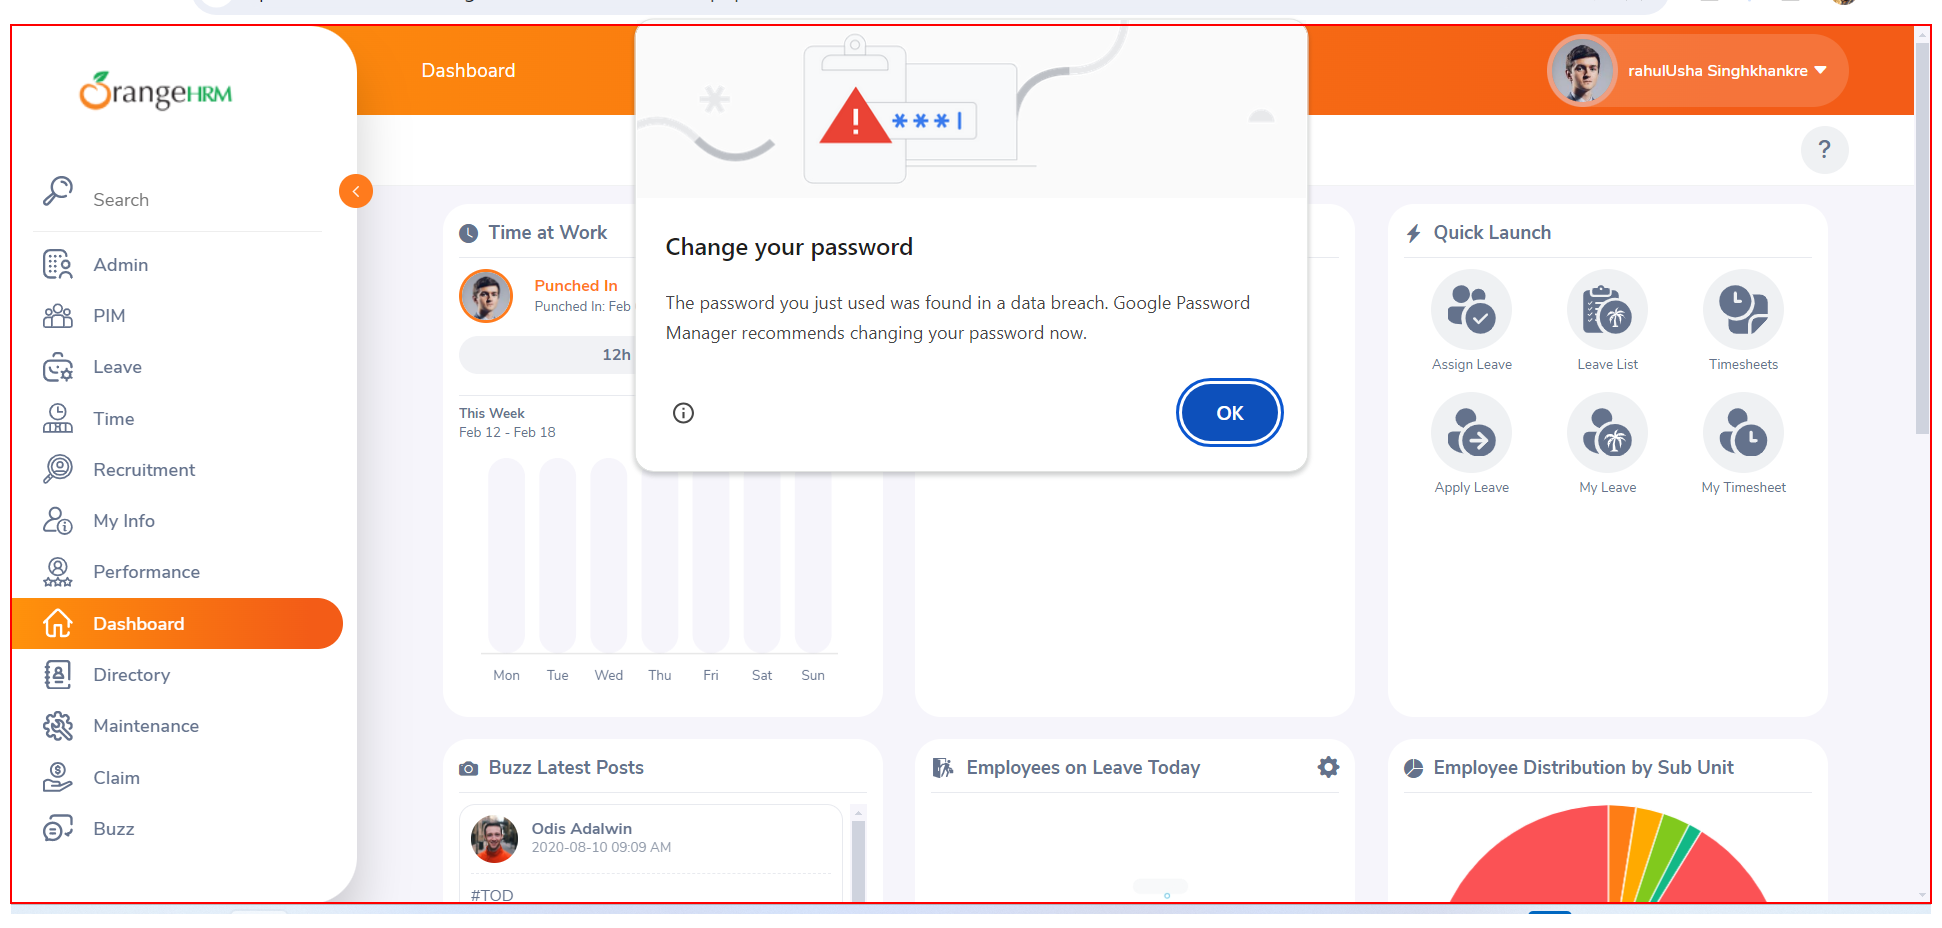 OrangeHRM
Dashboard
rahulUsha Singhkhankre
?
Search
Admin
PIM
Leave
Time
Recruitment
My Info
Performance
Dashboard
Directory
Maintenance
Claim
Buzz
***|
Change your password
The password you just used was found in a data breach. Google Password
Manager recommends changing your password now.
OK
Time at Work
Punched In
Punched In: Feb
12h
This Week
Feb 12 - Feb 18
Mon Tue Wed Thu Fri Sat Sun
Quick Launch
Assign Leave Leave List Timesheets
Apply Leave My Leave My Timesheet
Buzz Latest Posts
Odis Adalwin
2020-08-10 09:09 AM
#TOD
Employees on Leave Today
Employee Distribution by Sub Unit